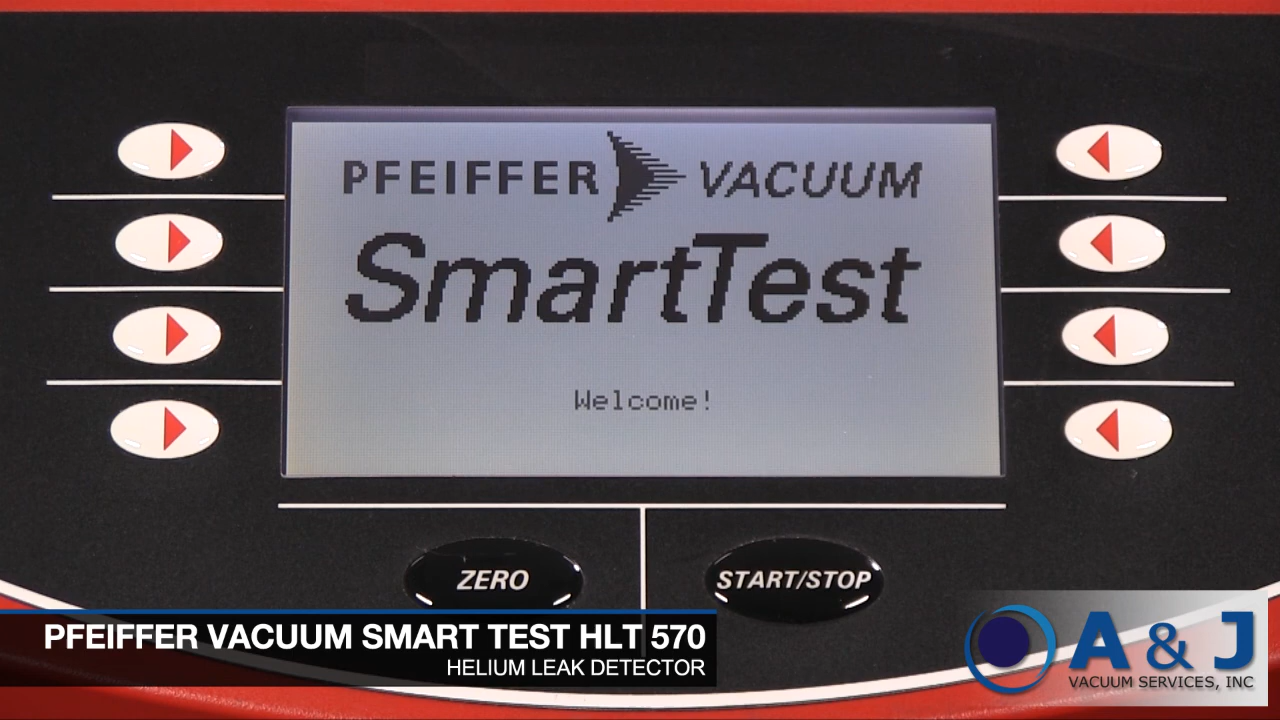 PFEIFFER VACUUM
SmartTest
Welcome!
ZERO
START/STOP
PFEIFFER VACUUM SMART TEST HLT 570
HELIUM LEAK DETECTOR
A & J
VACUUM SERVICES, INC